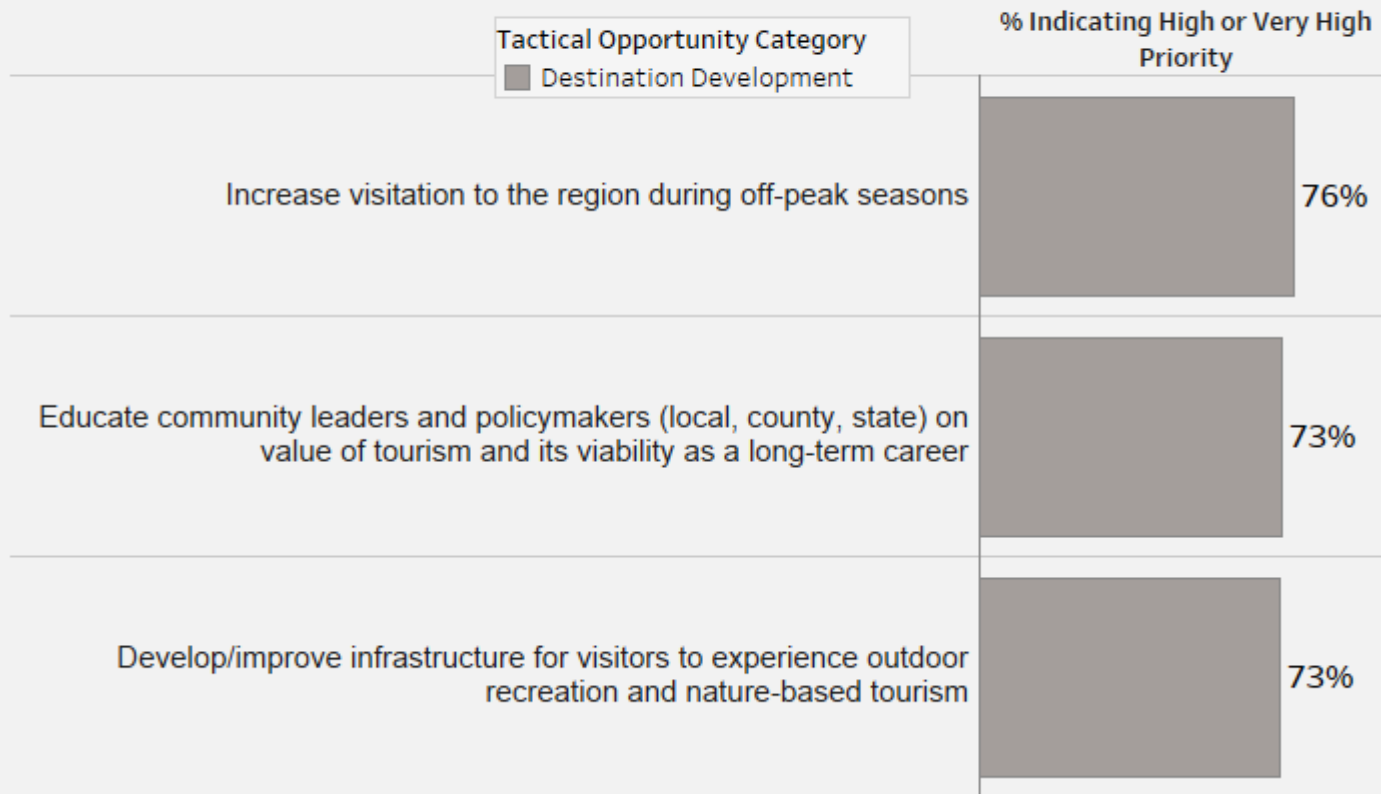 Tactical Opportunity Category
Destination Development
% Indicating High or Very High
Priority
Increase visitation to the region during off-peak seasons
76%
Educate community leaders and policymakers (local, county, state) on
value of tourism and its viability as a long-term career
73%
Develop/improve infrastructure for visitors to experience outdoor
recreation and nature-based tourism
73%